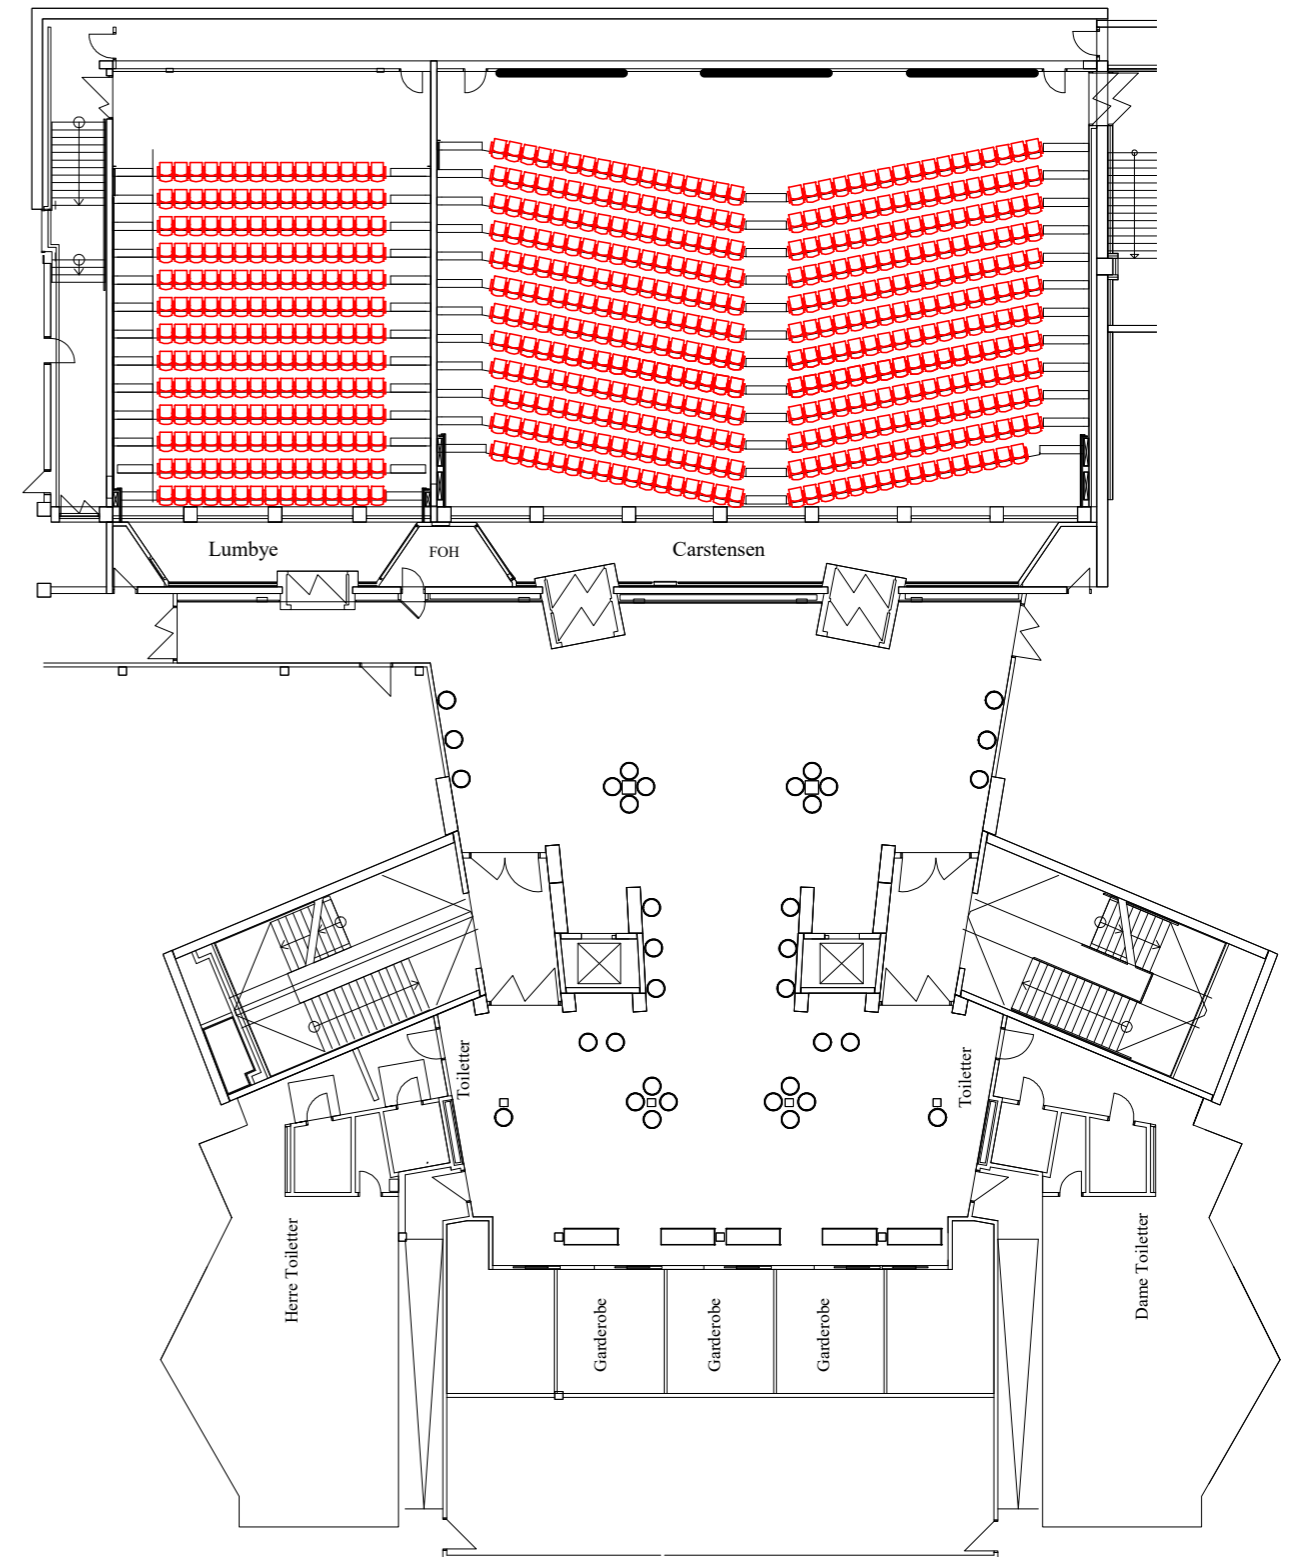 Lumbye
FOH
Carstensen
Toiletter
Toiletter
Herre Toiletter
Dame Toiletter
Garderobe
Garderobe
Garderobe